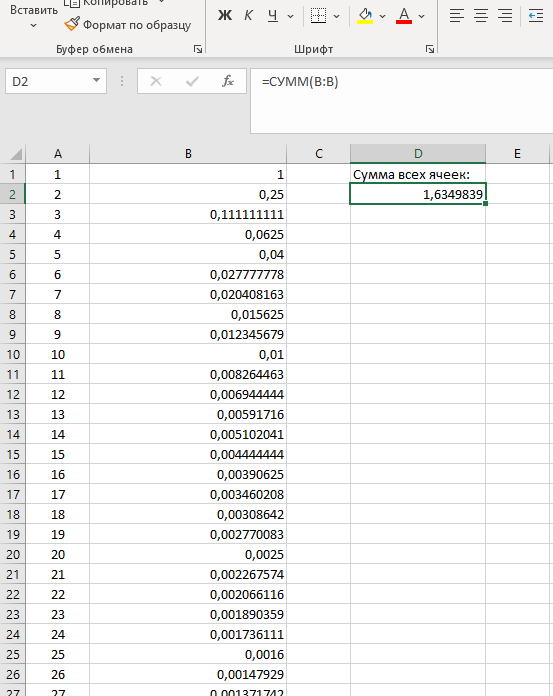 Вставить
Копировать
Формат по образцу
Ж К Ч А
Буфер обмена Шрифт
D2 fx =СУММ(B:B)
A B C D E
1 1 1 Сумма всех ячеек:
2 2 0,25 1,6349839
3 3 0,111111111
4 4 0,0625
5 5 0,04
6 6 0,027777778
7 7 0,020408163
8 8 0,015625
9 9 0,012345679
10 10 0,01
11 11 0,008264463
12 12 0,006944444
13 13 0,00591716
14 14 0,005102041
15 15 0,004444444
16 16 0,00390625
17 17 0,003460208
18 18 0,00308642
19 19 0,002770083
20 20 0,0025
21 21 0,002267574
22 22 0,002066116
23 23 0,001890359
24 24 0,001736111
25 25 0,0016
26 26 0,00147929
27 27 0,001371742